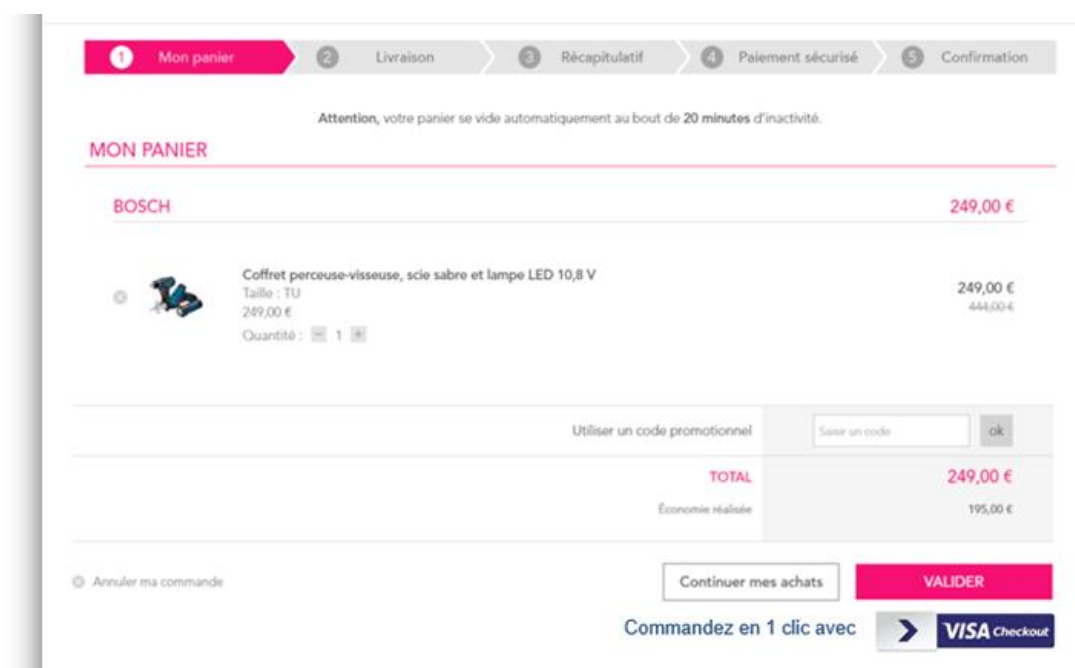 1 Mon panier 2 Livraison 3 Récapitulatif 4 Paiement sécurisé 5 Confirmation
Attention, votre panier se vide automatiquement au bout de 20 minutes d'inactivité.
MON PANIER
BOSCH 249,00 €
Coffret perceuse-visseuse, scie sabre et lampe LED 10,8 V
Taille : TU
249,00 €
249,00 €
444,00 €
Quantité : - 1 +
Utiliser un code promotionnel Saisir un code ok
TOTAL 249,00 €
Économie réalisée 195,00 €
Annuler ma commande Continuer mes achats VALIDER
Commandez en 1 clic avec VISA Checkout